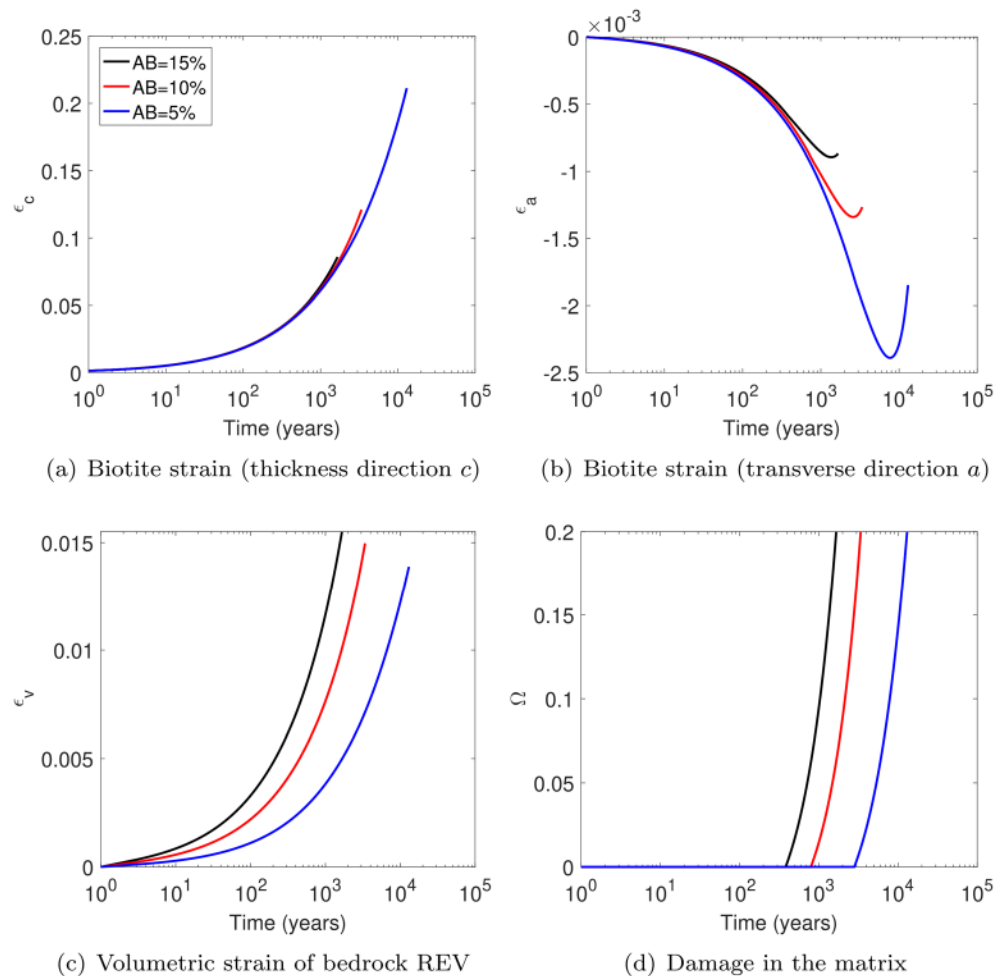 0.25
0.2
0.15
0.1
0.05
0
ϵc
AB=15%
AB=10%
AB=5%
10^0 10^1 10^2 10^3 10^4 10^5
Time (years)
(a) Biotite strain (thickness direction c)
×10^-3
0
-0.5
-1
-1.5
-2
-2.5
ϵa
10^0 10^1 10^2 10^3 10^4 10^5
Time (years)
(b) Biotite strain (transverse direction a)
0.015
0.01
0.005
0
ϵv
10^0 10^1 10^2 10^3 10^4 10^5
Time (years)
(c) Volumetric strain of bedrock REV
0.2
0.15
0.1
0.05
0
Ω
10^0 10^1 10^2 10^3 10^4 10^5
Time (years)
(d) Damage in the matrix